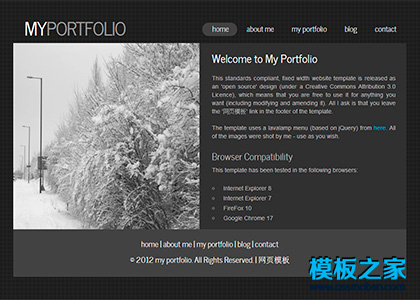 MYPORTFOLIO
home about me my portfolio blog contact
Welcome to My Portfolio
This standards compliant, fixed width website template is released as
an 'open source' design (under a Creative Commons Attribution 3.0
Licence), which means that you are free to use it for anything you
want (including modifying and amending it). All I ask is that you leave
the '网页模板' link in the footer of the template.
The template uses a lavalamp menu (based on jQuery) from here. All
of the images were shot by me - use as you wish.
Browser Compatibility
This template has been tested in the following browsers:
Internet Explorer 8
Internet Explorer 7
FireFox 10
Google Chrome 17
home | about me | my portfolio | blog | contact
© 2012 my portfolio. All Rights Reserved. | 网页模板
模板之家